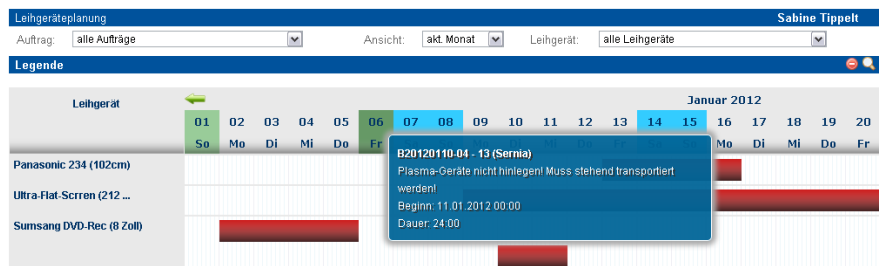 Leihgeräteplanung Sabine Tippelt
Auftrag: alle Aufträge Ansicht: akt. Monat Leihgerät: alle Leihgeräte
Legende
Leihgerät Januar 2012
01 02 03 04 05 06 07 08 09 10 11 12 13 14 15 16 17 18 19 20
So Mo Di Mi Do Fr Mo Di Mi Do Fr
Panasonic 234 (102cm)
Ultra-Flat-Scrren (212 ...
Sumsang DVD-Rec (8 Zoll)
B20120110-04 - 13 (Sernia)
Plasma-Geräte nicht hinlegen! Muss stehend transportiert
werden!
Beginn: 11.01.2012 00:00
Dauer: 24:00